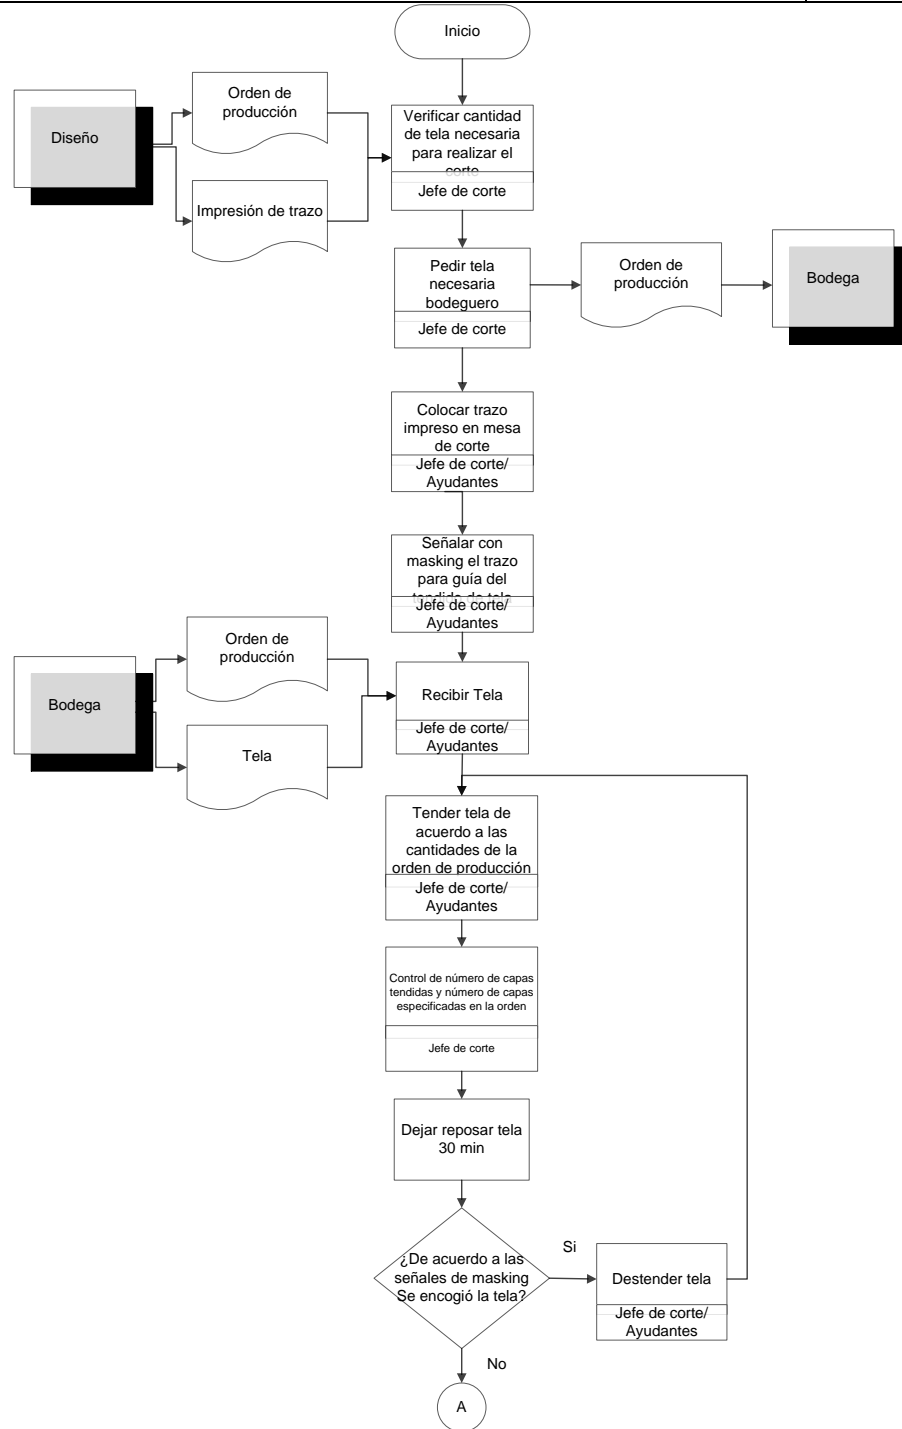 Inicio
Orden de
producción
Diseño
Impresión de trazo
Verificar cantidad
de tela necesaria
para realizar el
corte
Jefe de corte
Pedir tela
necesaria
bodeguero
Jefe de corte
Orden de
producción
Bodega
Colocar trazo
impreso en mesa
de corte
Jefe de corte/
Ayudantes
Señalar con
masking el trazo
para guía del
tendido de tela
Jefe de corte/
Ayudantes
Orden de
producción
Bodega
Tela
Recibir Tela
Jefe de corte/
Ayudantes
Tender tela de
acuerdo a las
cantidades de la
orden de producción
Jefe de corte/
Ayudantes
Control de número de capas
tendidas y número de capas
especificadas en la orden
Jefe de corte
Dejar reposar tela
30 min
¿De acuerdo a las
señales de masking
Se encogió la tela?
Si
Destender tela
Jefe de corte/
Ayudantes
No
A